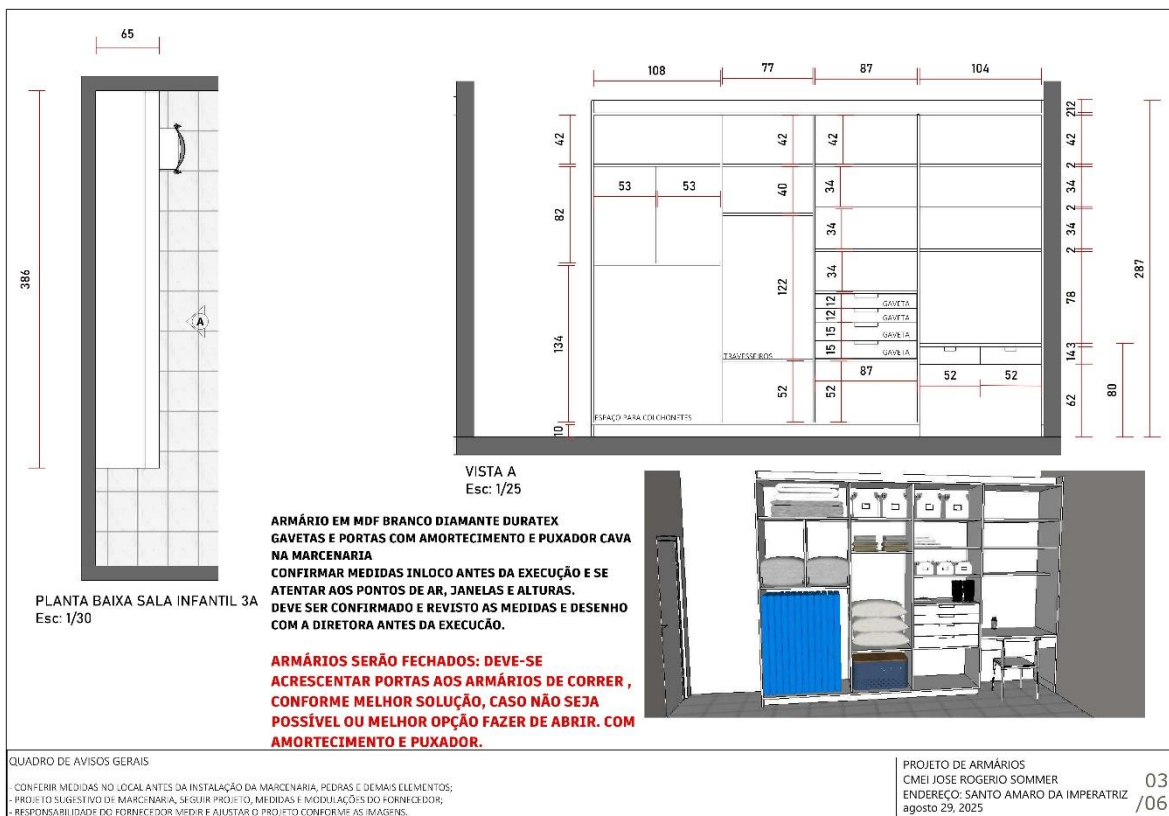 65
386
A
PLANTA BAIXA SALA INFANTIL 3A
Esc: 1/30
108
77
87
104
42
82
134
10
53
53
42
40
122
52
42
34
34
34
12
12
15
15
52
87
GAVETA
GAVETA
GAVETA
GAVETA
TRAVESSEIROS
ESPAÇO PARA COLCHONETES
52
52
212
42
2
34
2
34
2
78
143
62
80
287
VISTA A
Esc: 1/25
ARMÁRIO EM MDF BRANCO DIAMANTE DURATEX
GAVETAS E PORTAS COM AMORTECIMENTO E PUXADOR CAVA
NA MARCENARIA
CONFIRMAR MEDIDAS INLOCO ANTES DA EXECUÇÃO E SE
ATENTAR AOS PONTOS DE AR, JANELAS E ALTURAS.
DEVE SER CONFIRMADO E REVISTO AS MEDIDAS E DESENHO
COM A DIRETORA ANTES DA EXECUCÃO.
ARMÁRIOS SERÃO FECHADOS: DEVE-SE
ACRESCENTAR PORTAS AOS ARMÁRIOS DE CORRER ,
CONFORME MELHOR SOLUÇÃO, CASO NÃO SEJA
POSSÍVEL OU MELHOR OPÇÃO FAZER DE ABRIR. COM
AMORTECIMENTO E PUXADOR.
QUADRO DE AVISOS GERAIS
- CONFERIR MEDIDAS NO LOCAL ANTES DA INSTALAÇÃO DA MARCENARIA, PEDRAS E DEMAIS ELEMENTOS;
- PROJETO SUGESTIVO DE MARCENARIA, SEGUIR PROJETO, MEDIDAS E MODULAÇÕES DO FORNECEDOR;
- RESPONSABILIDADE DO FORNECEDOR MEDIR E AJUSTAR O PROJETO CONFORME AS IMAGENS.
PROJETO DE ARMÁRIOS
CMEI JOSE ROGERIO SOMMER
ENDEREÇO: SANTO AMARO DA IMPERATRIZ
agosto 29, 2025
03
/06